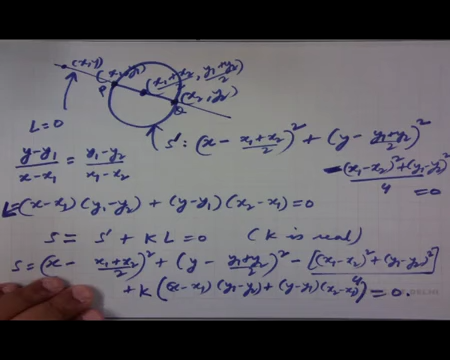 (x,y)
(x1,y1)
P
(x1+x2/2, y1+y2/2)
(x2,y2)
Q
L=0
S': (x - x1+x2/2)² + (y - y1+y2/2)²
- (x1-x2)²+(y1-y2)²/4 = 0
y-y1/x-x1 = y1-y2/x1-x2
L=(x-x1)(y1-y2) + (y-y1)(x2-x1)=0
S = S' + K L = 0 (K is real)
S=(x - x1+x2/2)² + (y - y1+y2/2)² - [(x1-x2)²+(y1-y2)²]/4
+ K((x-x1)(y1-y2)+(y-y1)(x2-x1)) = 0.